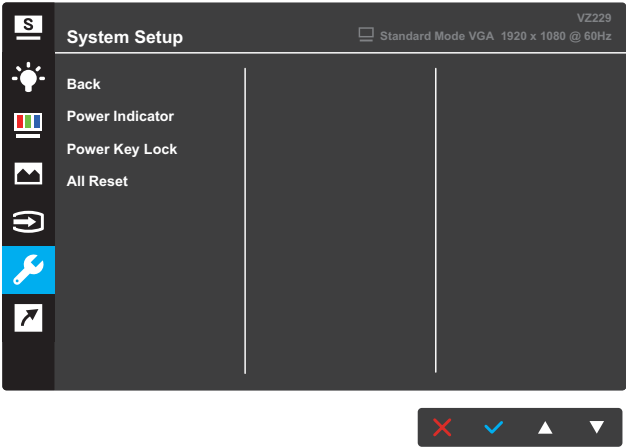 S
VZ229
System Setup
Standard Mode VGA 1920 x 1080 @ 60Hz
Back
Power Indicator
Power Key Lock
All Reset